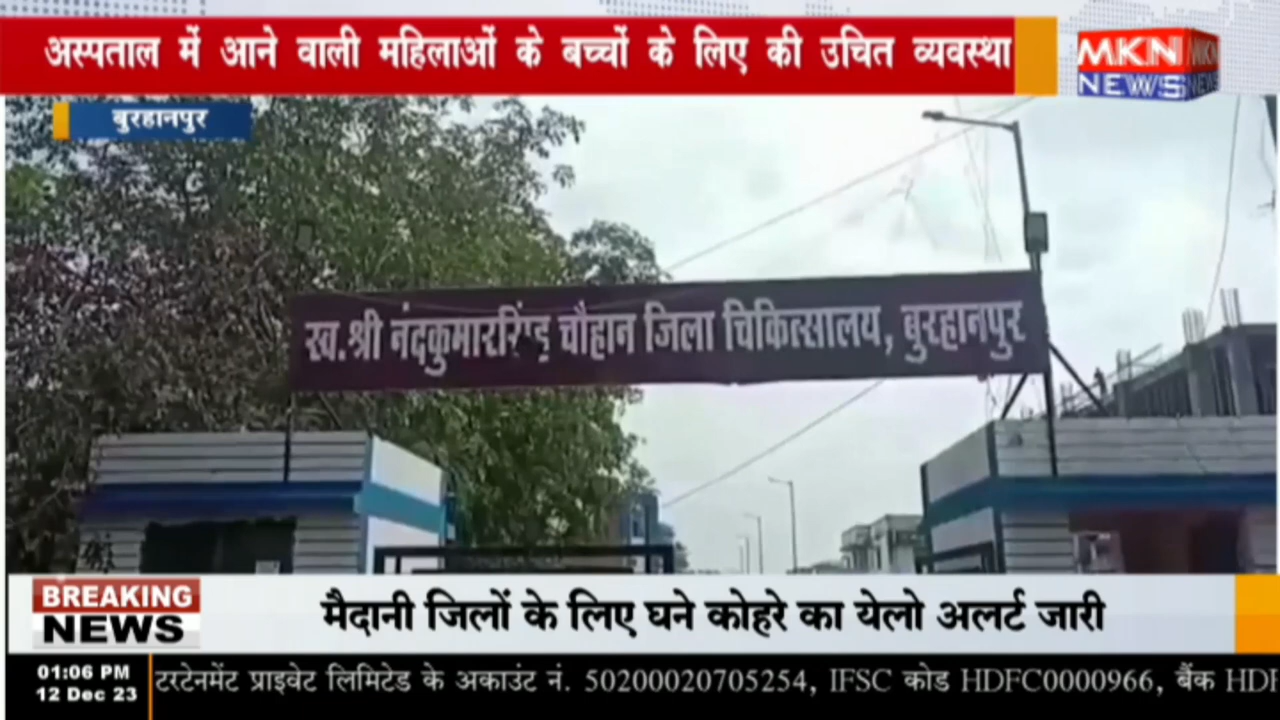 अस्पताल में आने वाली महिलाओं के बच्चों के लिए की उचित व्यवस्था
MKN
NEWS
बुरहानपुर
स्व.श्री नंदकुमारसिंह चौहान जिला चिकित्सालय, बुरहानपुर
BREAKING
NEWS
मैदानी जिलों के लिए घने कोहरे का येलो अलर्ट जारी
01:06 PM
12 Dec 23
टरटेनमेंट प्राइवेट लिमिटेड के अकाउंट नं. 50200020705254, IFSC कोड HDFC0000966, बैंक HDF